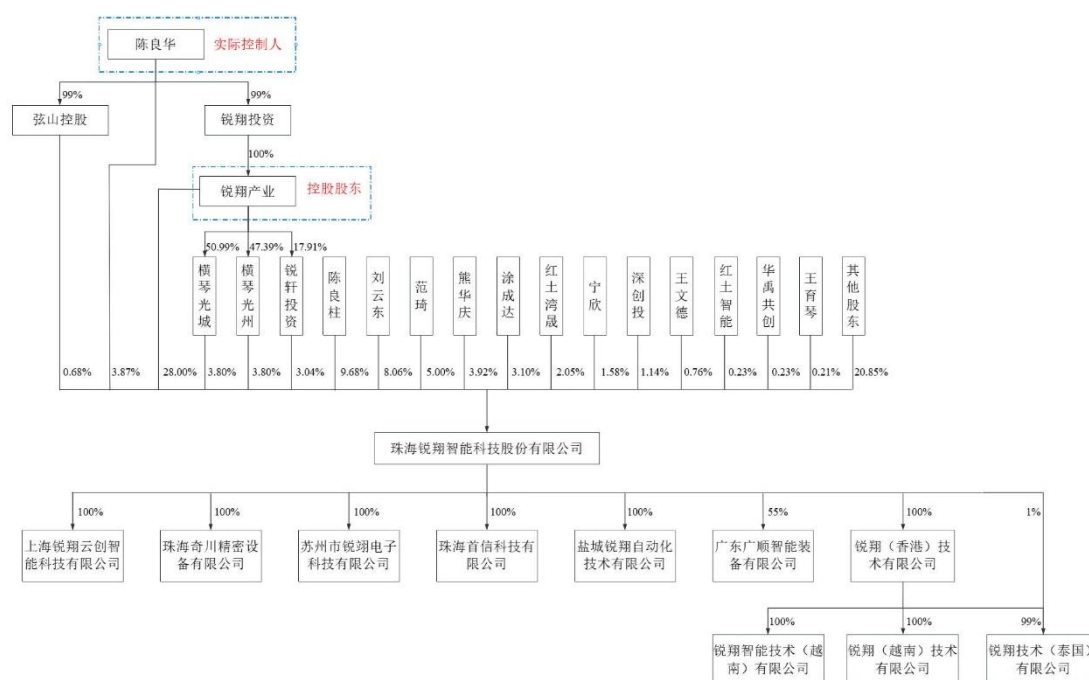 陈良华
实际控制人
99%
99%
弦山控股
锐翔投资
100%
锐翔产业
控股股东
50.99%
47.39%
17.91%
横琴光城
横琴光州
锐轩投资
陈良柱
刘云东
范琦
熊华庆
涂成达
红土湾晟
宁欣
深创投
王文德
红土智能
华禹共创
王育琴
其他股东
0.68%
3.87%
28.00%
3.80%
3.80%
3.04%
9.68%
8.06%
5.00%
3.92%
3.10%
2.05%
1.58%
1.14%
0.76%
0.23%
0.23%
0.21%
20.85%
珠海锐翔智能科技股份有限公司
100%
100%
100%
100%
100%
55%
100%
1%
上海锐翔云创智
能科技有限公司
珠海奇川精密设
备有限公司
苏州市锐翊电子
科技有限公司
珠海首信科技有
限公司
盐城锐翔自动化
技术有限公司
广东广顺智能装
备有限公司
锐翔（香港）技
术有限公司
100%
100%
99%
锐翔智能技术（越
南）有限公司
锐翔（越南）技术
有限公司
锐翔技术（泰国）
有限公司